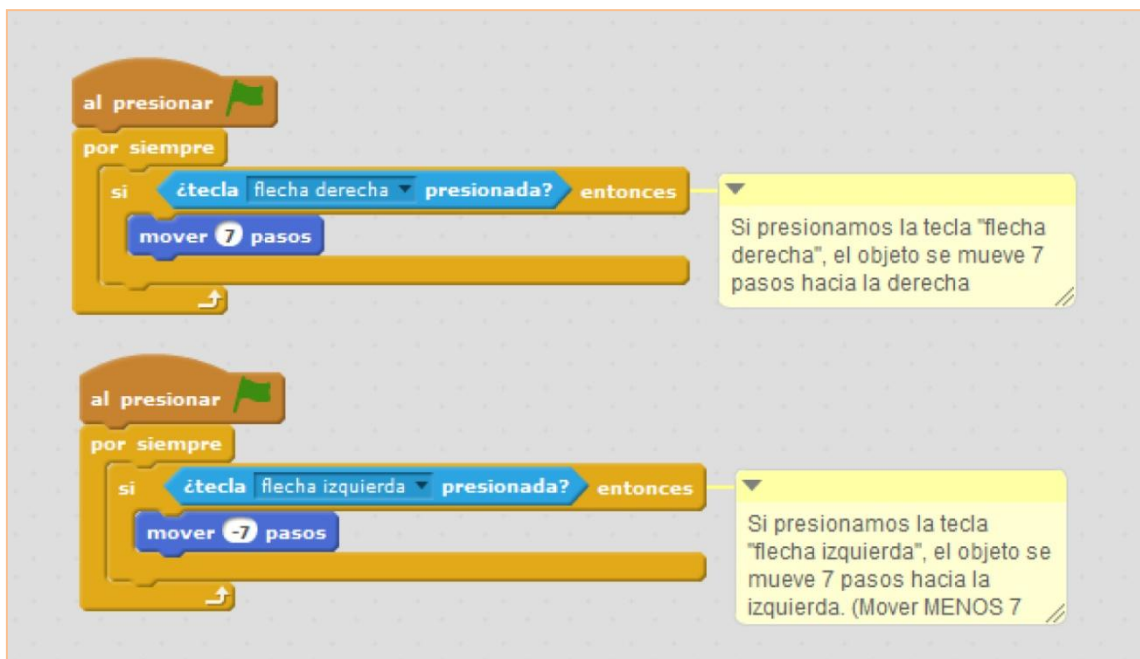 al presionar
por siempre
si ¿tecla flecha derecha presionada? entonces
mover 7 pasos
Si presionamos la tecla "flecha
derecha", el objeto se mueve 7
pasos hacia la derecha
al presionar
por siempre
si ¿tecla flecha izquierda presionada? entonces
mover -7 pasos
Si presionamos la tecla
"flecha izquierda", el objeto se
mueve 7 pasos hacia la
izquierda. (Mover MENOS 7